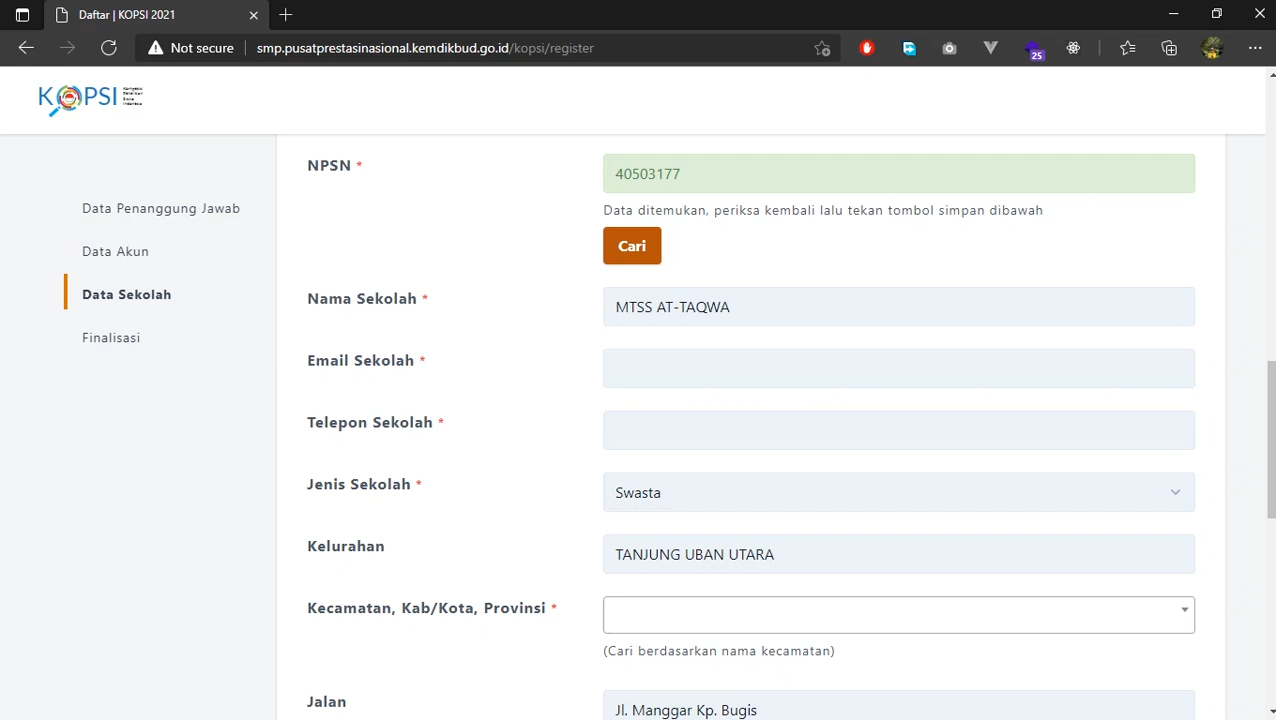 Daftar | KOPSI 2021
Not secure
smp.pusatprestasinasional.kemdikbud.go.id/kopsi/register
25
KOPSI
Data Penanggung Jawab
Data Akun
Data Sekolah
Finalisasi
NPSN *
40503177
Data ditemukan, periksa kembali lalu tekan tombol simpan dibawah
Cari
Nama Sekolah *
MTSS AT-TAQWA
Email Sekolah *
Telepon Sekolah *
Jenis Sekolah *
Swasta
Kelurahan
TANJUNG UBAN UTARA
Kecamatan, Kab/Kota, Provinsi *
(Cari berdasarkan nama kecamatan)
Jalan
Jl. Manggar Kp. Bugis